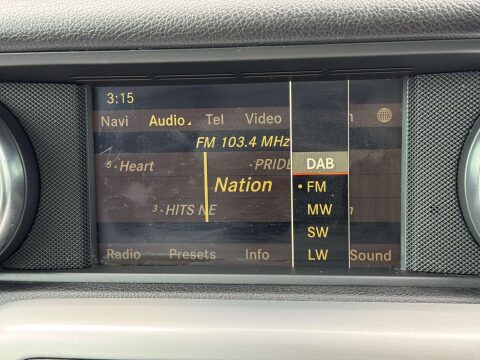 3:15
Navi Audio Tel Video
FM 103.4 MHz
5·Heart ·PRIDE
Nation
3·HITS NE
DAB
• FM
MW
SW
LW
Radio Presets Info Sound